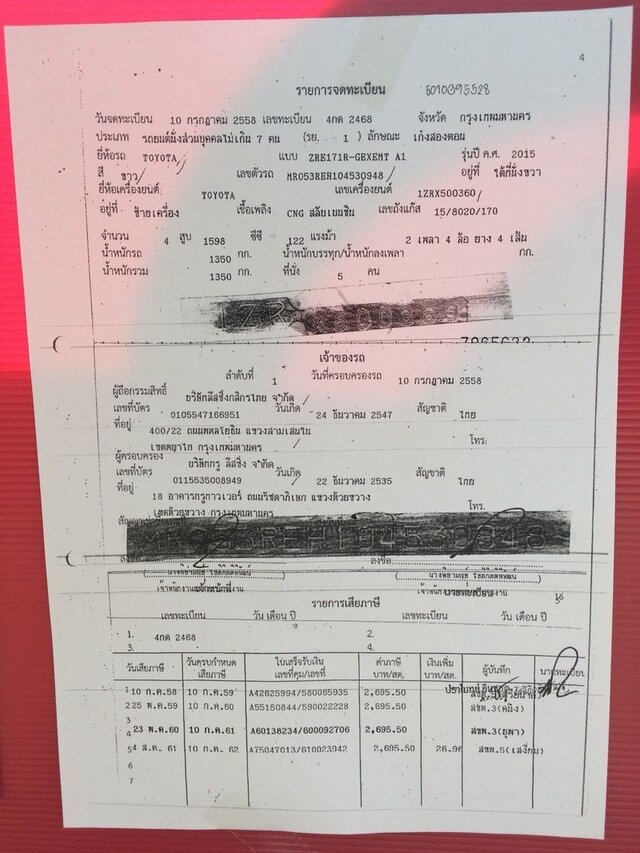 4
รายการจดทะเบียน 5010395528
วันจดทะเบียน 10 กรกฎาคม 2558 เลขทะเบียน 4กด 2468 จังหวัด กรุงเทพมหานคร
ประเภท รถยนต์นั่งส่วนบุคคลไม่เกิน 7 คน (รย. 1) ลักษณะ เก๋งสองตอน
ยี่ห้อรถ TOYOTA แบบ ZRE171R-GEXEMT A1 รุ่นปี ค.ศ. 2015
สี ขาว เลขตัวรถ MR053REH104530948 อยู่ที่ ใต้ที่นั่งขวา
ยี่ห้อเครื่องยนต์ TOYOTA เลขเครื่องยนต์ 1ZRX500360
อยู่ที่ ซ้ายเครื่อง เชื้อเพลิง CNG สลับเบนซิน เลขถังแก๊ส 15/8020/170
จำนวน 4 สูบ 1598 ซีซี 122 แรงม้า 2 เพลา 4 ล้อ ยาง 4 เส้น
น้ำหนักรถ 1350 กก. น้ำหนักบรรทุก/น้ำหนักลงเพลา กก.
น้ำหนักรวม 1350 กก. ที่นั่ง 5 คน
เจ้าของรถ
ลำดับที่ 1 วันที่ครอบครองรถ 10 กรกฎาคม 2558
ผู้ถือกรรมสิทธิ์ บริษัทลีสซิ่งกสิกรไทย จำกัด
เลขที่บัตร 0105547166951 วันเกิด 24 ธันวาคม 2547 สัญชาติ ไทย
ที่อยู่ 400/22 ถนนพหลโยธิน แขวงสามเสนใน
เขตพญาไท กรุงเทพมหานคร โทร.
ผู้ครอบครอง บริษัทกรู ลีสซิ่ง จำกัด
เลขที่บัตร 0115535008949 วันเกิด 22 ธันวาคม 2535 สัญชาติ ไทย
ที่อยู่ 18 อาคารกรูทาวเวอร์ ถนนรัชดาภิเษก แขวงห้วยขวาง
เขตห้วยขวาง กรุงเทพมหานคร โทร.
ลงชื่อ
16
รายการเสียภาษี
เลขทะเบียน วัน เดือน ปี เลขทะเบียน วัน เดือน ปี
1. 4กด 2468 2.
3. 4.
วันเสียภาษี วันครบกำหนดเสียภาษี ใบเสร็จรับเงินเลขที่คุม/เลขที่ ค่าภาษี บาท/สต. เงินเพิ่ม บาท/สต. ผู้บันทึก นายทะเบียน
1 10 ก.ค.58 10 ก.ค.59 A42625994/580065935 2,695.50
2 25 พ.ค.59 10 ก.ค.60 A55150844/590022228 2,695.50 สขพ.3
4 23 พ.ค.60 10 ก.ค.61 A60138234/600092706 2,695.50 สขพ.3(ยุพา)
5 4 ส.ค. 61 10 ก.ค. 62 A75047013/610023942 2,695.50 26.96 สขพ.5(เสงี่ยม)
6
7